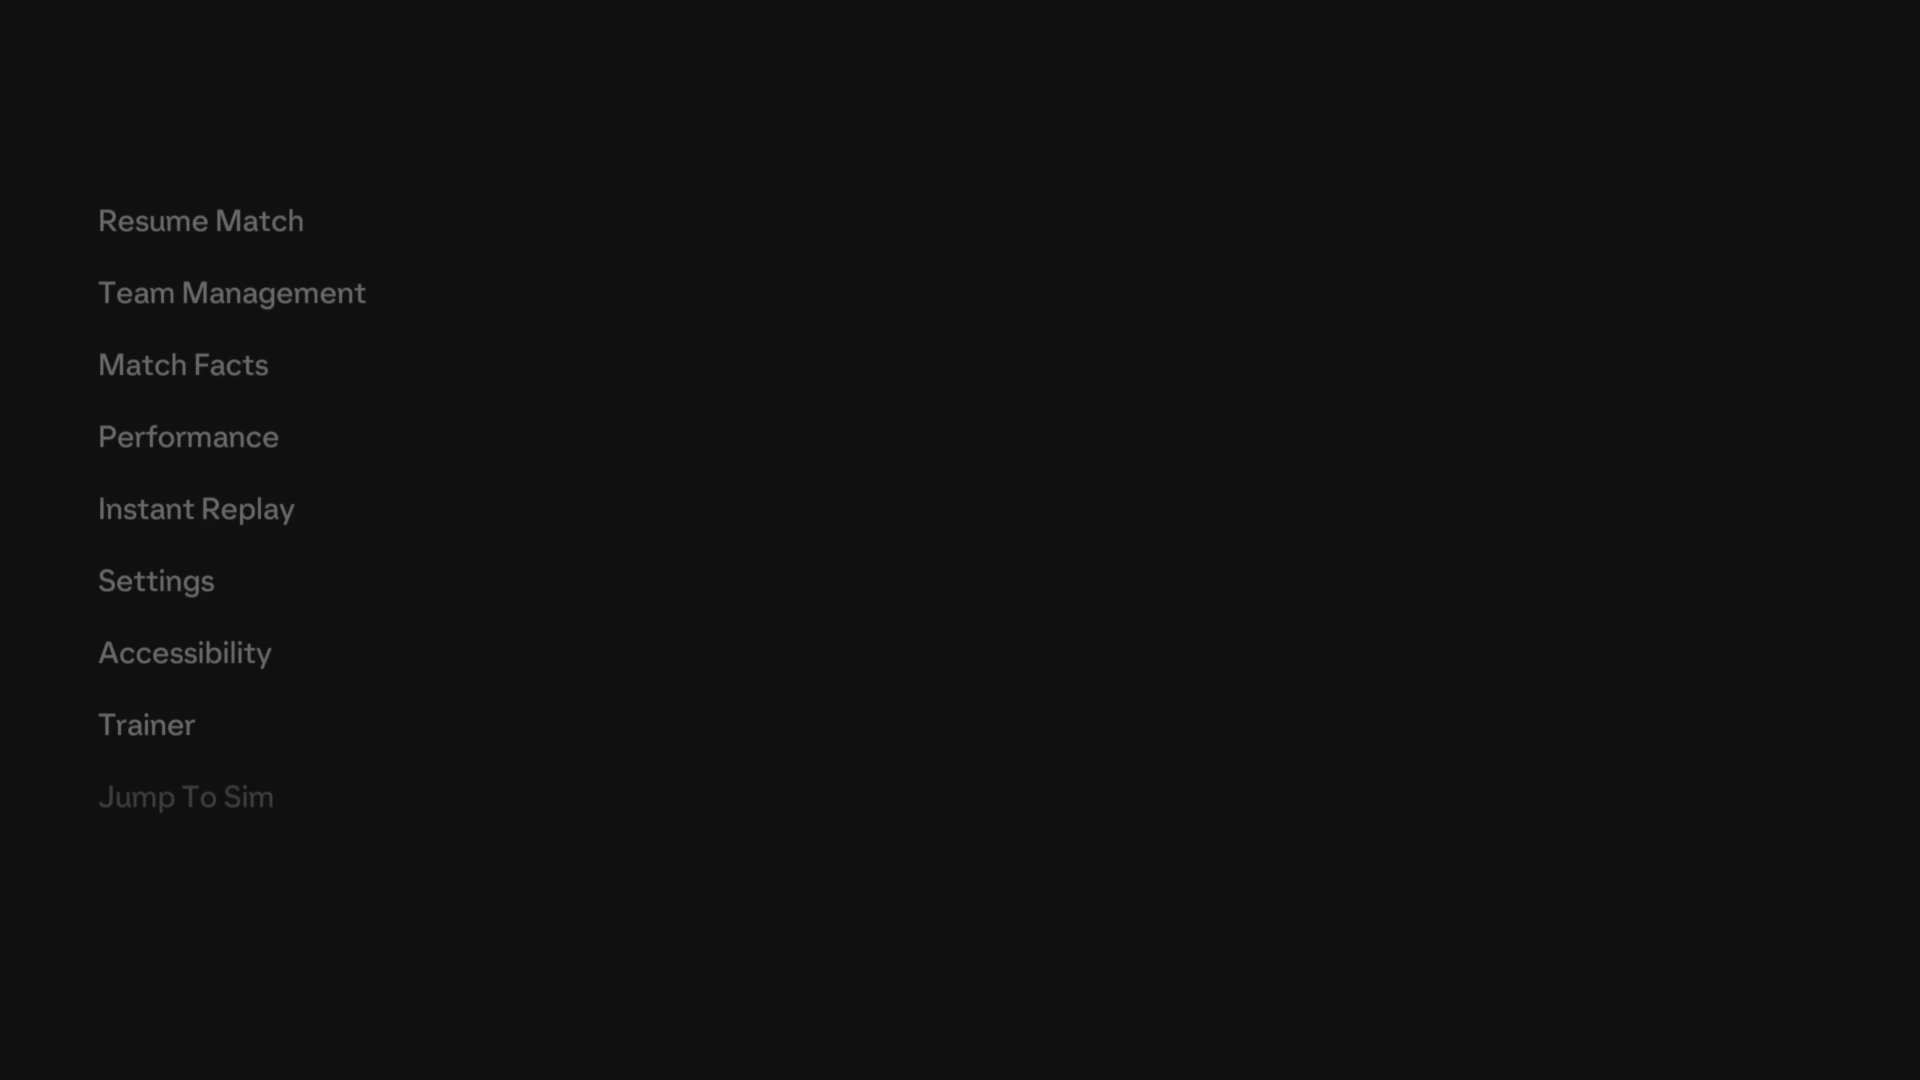 Resume Match
Team Management
Match Facts
Performance
Instant Replay
Settings
Accessibility
Trainer
Jump To Sim